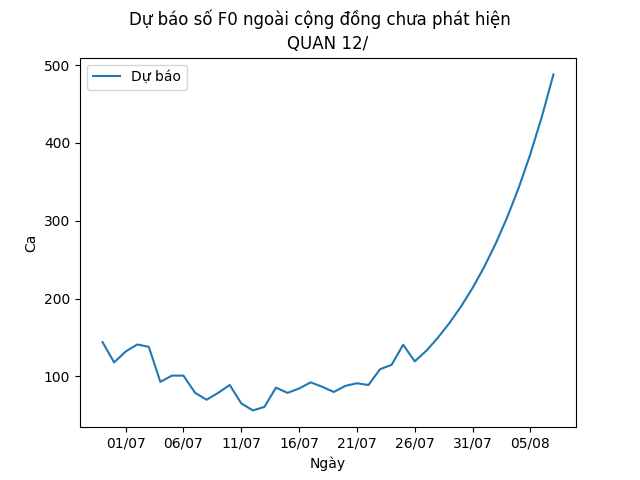 Dự báo số F0 ngoài cộng đồng chưa phát hiện
QUAN 12/
Dự báo
500
400
300
200
100
Ca
01/07 06/07 11/07 16/07 21/07 26/07 31/07 05/08
Ngày